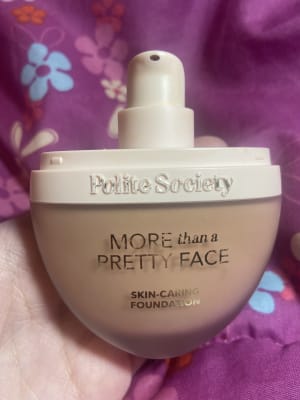 Polite Society
MORE than a
PRETTY FACE
SKIN-CARING
FOUNDATION